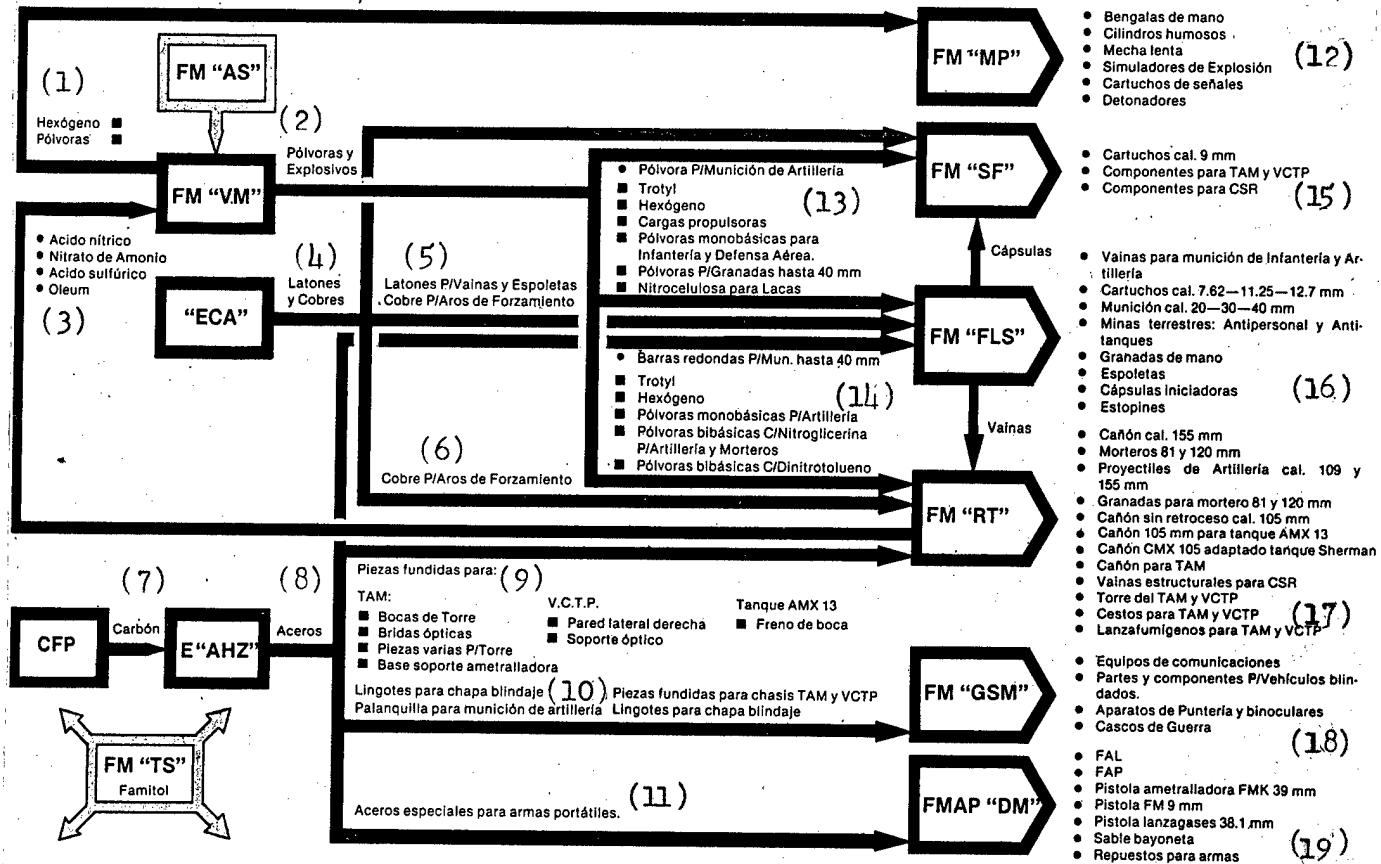 FM "MP"
• Bengalas de mano
• Cilindros humosos
• Mecha lenta
• Simuladores de Explosión
• Cartuchos de señales
• Detonadores
(12)
(1)
FM "AS"
Hexógeno ■
Pólvoras ■
(2)
Pólvoras y
Explosivos
FM "VM"
• Acido nítrico
• Nitrato de Amonio
• Acido sulfúrico
• Oleum
(3)
(4)
Latones
y Cobres
"ECA"
(5)
Latones P/Vainas y Espoletas
Cobre P/Aros de Forzamiento
• Pólvora P/Munición de Artillería
■ Trotyl
■ Hexógeno
■ Cargas propulsoras
■ Pólvoras monobásicas para
Infantería y Defensa Aérea.
■ Pólvoras P/Granadas hasta 40 mm
■ Nitrocelulosa para Lacas
(13)
FM "SF"
• Cartuchos cal. 9 mm
• Componentes para TAM y VCTP
• Componentes para CSR
(15)
Cápsulas
FM "FLS"
• Vainas para munición de Infantería y Ar-
tillería
• Cartuchos cal. 7.62—11.25—12.7 mm
• Munición cal. 20—30—40 mm
• Minas terrestres: Antipersonal y Anti-
tanques
• Granadas de mano
• Espoletas
• Cápsulas iniciadoras
• Estopines
(16)
• Barras redondas P/Mun. hasta 40 mm
■ Trotyl
■ Hexógeno
■ Pólvoras monobásicas P/Artillería
■ Pólvoras bibásicas C/Nitroglicerina
P/Artillería y Morteros
■ Pólvoras bibásicas C/Dinitrotolueno
(14)
Vainas
(6)
Cobre P/Aros de Forzamiento
FM "RT"
• Cañón cal. 155 mm
• Morteros 81 y 120 mm
• Proyectiles de Artillería cal. 109 y
155 mm
• Granadas para mortero 81 y 120 mm
• Cañón sin retroceso cal. 105 mm
• Cañón 105 mm para tanque AMX 13
• Cañón CMX 105 adaptado tanque Sherman
• Cañón para TAM
• Vainas estructurales para CSR
• Torre del TAM y VCTP
• Cestos para TAM y VCTP
• Lanzafumígenos para TAM y VCTP
(17)
CFP
(7)
Carbón
E"AHZ"
(8)
Aceros
Piezas fundidas para:
(9)
TAM:
■ Bocas de Torre
■ Bridas ópticas
■ Piezas varias P/Torre
■ Base soporte ametralladora
V.C.T.P.
■ Pared lateral derecha
■ Soporte óptico
Tanque AMX 13
■ Freno de boca
Lingotes para chapa blindaje (10) Piezas fundidas para chasis TAM y VCTP
Palanquilla para munición de artillería Lingotes para chapa blindaje
FM "GSM"
• Equipos de comunicaciones
• Partes y componentes P/Vehículos blin-
dados.
• Aparatos de Puntería y binoculares
• Cascos de Guerra
(18)
FM "TS"
Famitol
Aceros especiales para armas portátiles.
(11)
FMAP "DM"
• FAL
• FAP
• Pistola ametralladora FMK 39 mm
• Pistola FM 9 mm
• Pistola lanzagases 38.1 mm
• Sable bayoneta
• Repuestos para armas
(19)